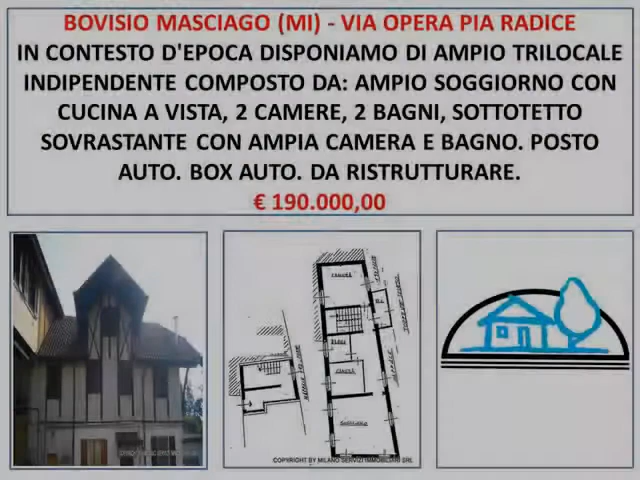 BOVISIO MASCIAGO (MI) - VIA OPERA PIA RADICE
IN CONTESTO D'EPOCA DISPONIAMO DI AMPIO TRILOCALE
INDIPENDENTE COMPOSTO DA: AMPIO SOGGIORNO CON
CUCINA A VISTA, 2 CAMERE, 2 BAGNI, SOTTOTETTO
SOVRASTANTE CON AMPIA CAMERA E BAGNO. POSTO
AUTO. BOX AUTO. DA RISTRUTTURARE.
€ 190.000,00
COPYRIGHT BY MILANO SERVIZI IMMOBILIARI SRL